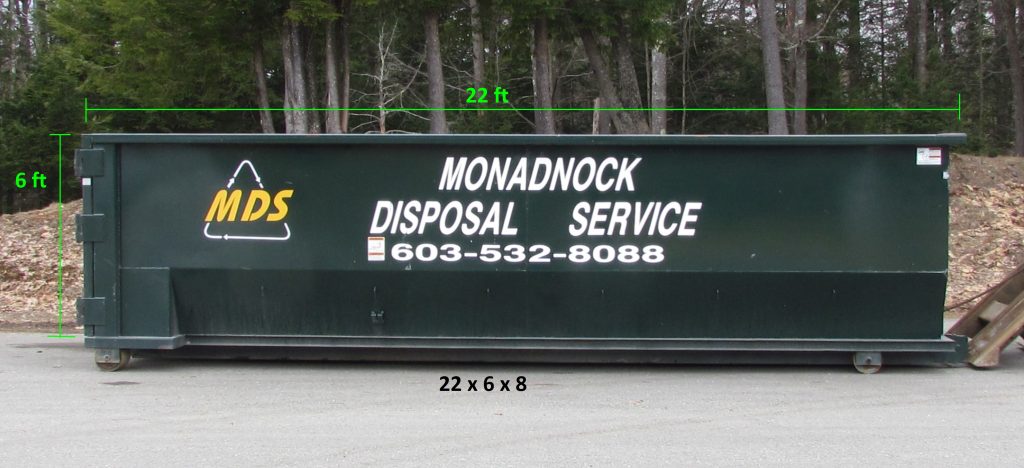 22 ft
6 ft
MDS
MONADNOCK
DISPOSAL SERVICE
603-532-8088
22 x 6 x 8